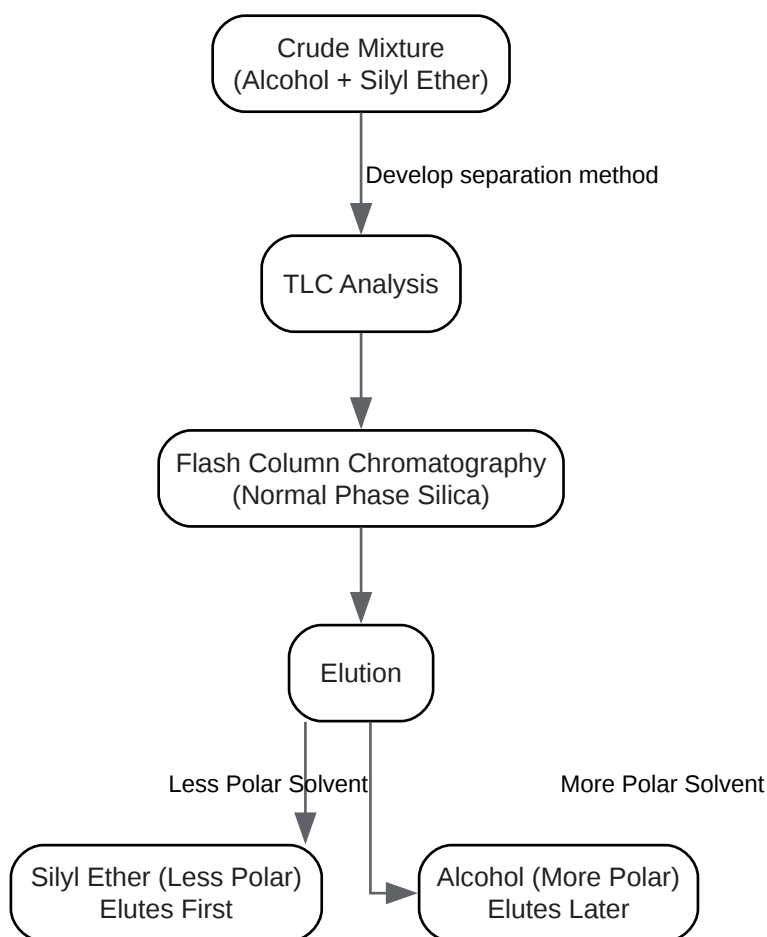 Crude Mixture
(Alcohol + Silyl Ether)
Develop separation method
TLC Analysis
Flash Column Chromatography
(Normal Phase Silica)
Elution
Less Polar Solvent
More Polar Solvent
Silyl Ether (Less Polar)
Elutes First
Alcohol (More Polar)
Elutes Later